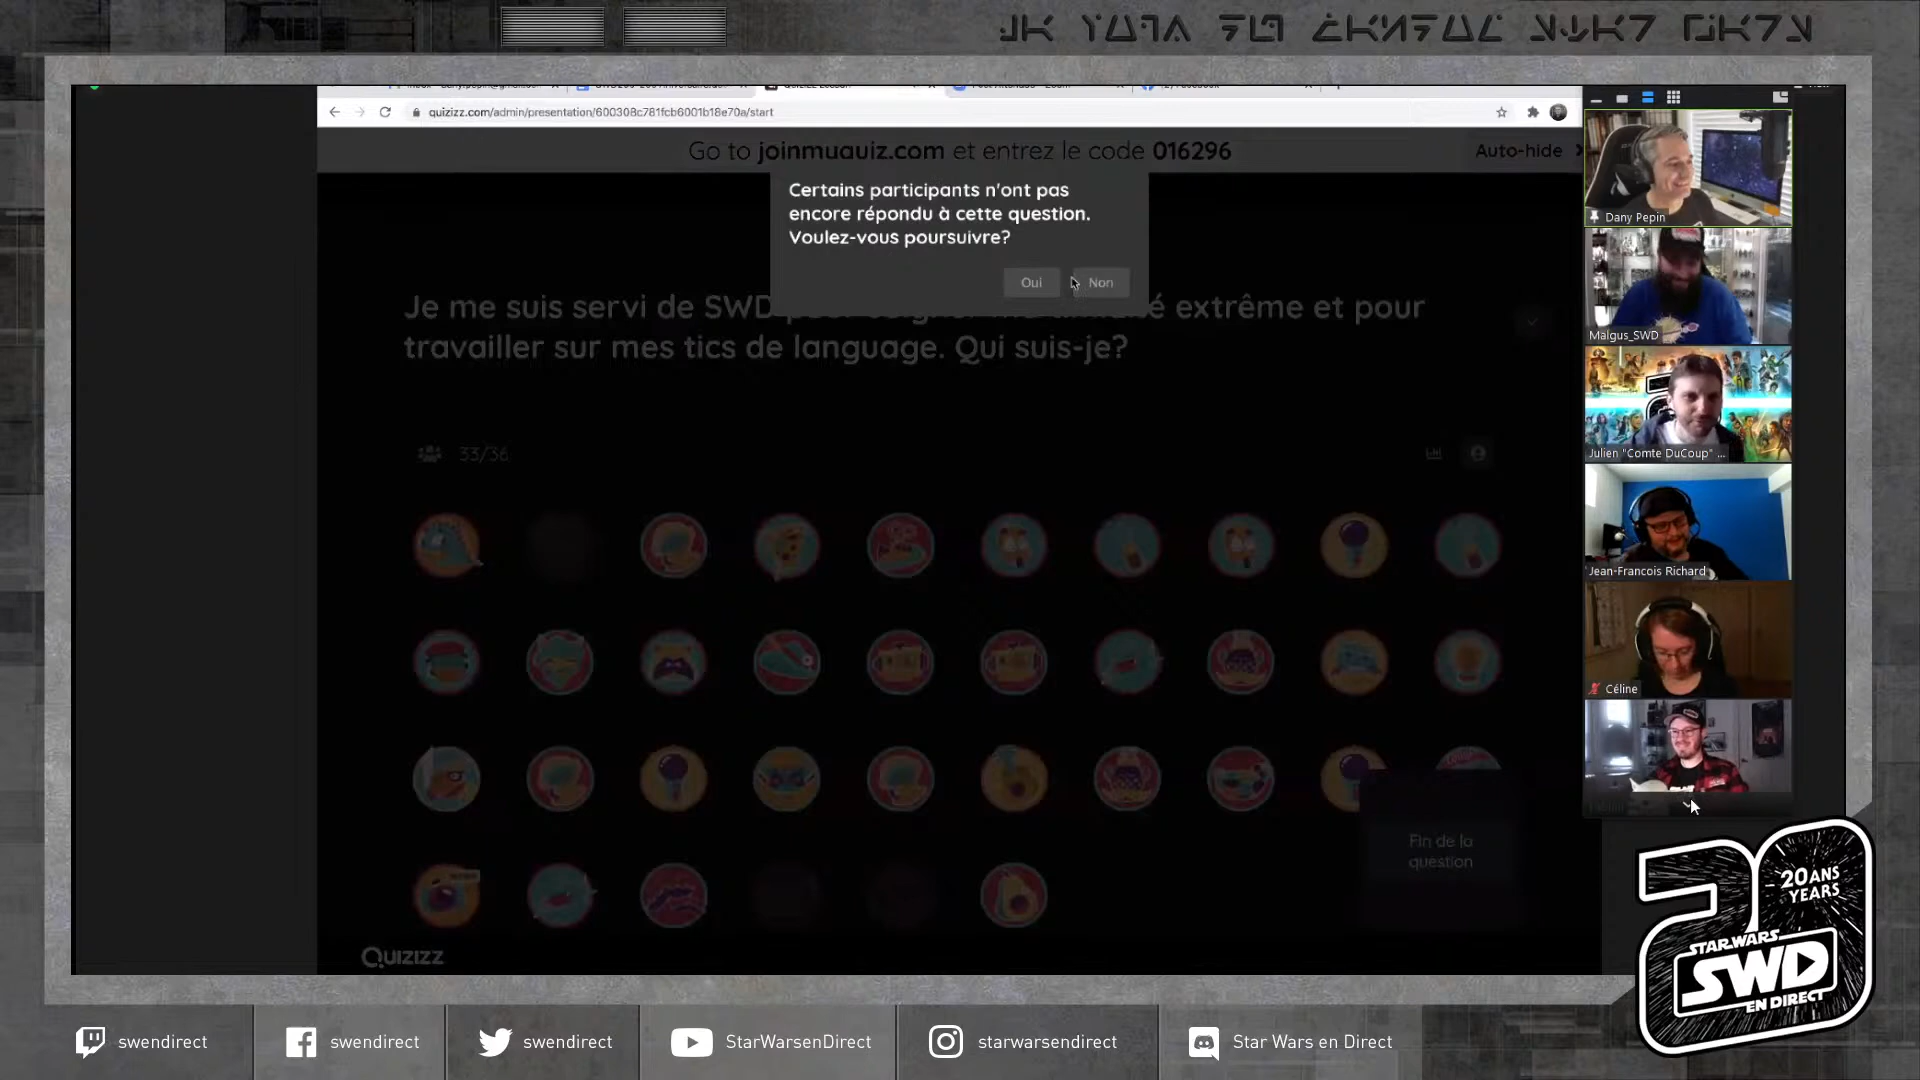 quizizz.com/admin/presentation/600308c781fcb6001b18e70a/start
Go to joinmyquiz.com et entrez le code 016296
Auto-hide
Certains participants n'ont pas
encore répondu à cette question.
Voulez-vous poursuivre?
Oui
Non
Je me suis servi de SWD
extrême et pour
travailler sur mes tics de language. Qui suis-je?
33/36
Fin de la
question
Quizizz
Dany Pepin
Malgus_SWD
Julien "Comte DuCoup" ...
Jean-Francois Richard
Céline
20 ANS
YEARS
STAR WARS
SWD
EN DIRECT
swendirect
swendirect
swendirect
StarWarsenDirect
starwarsendirect
Star Wars en Direct